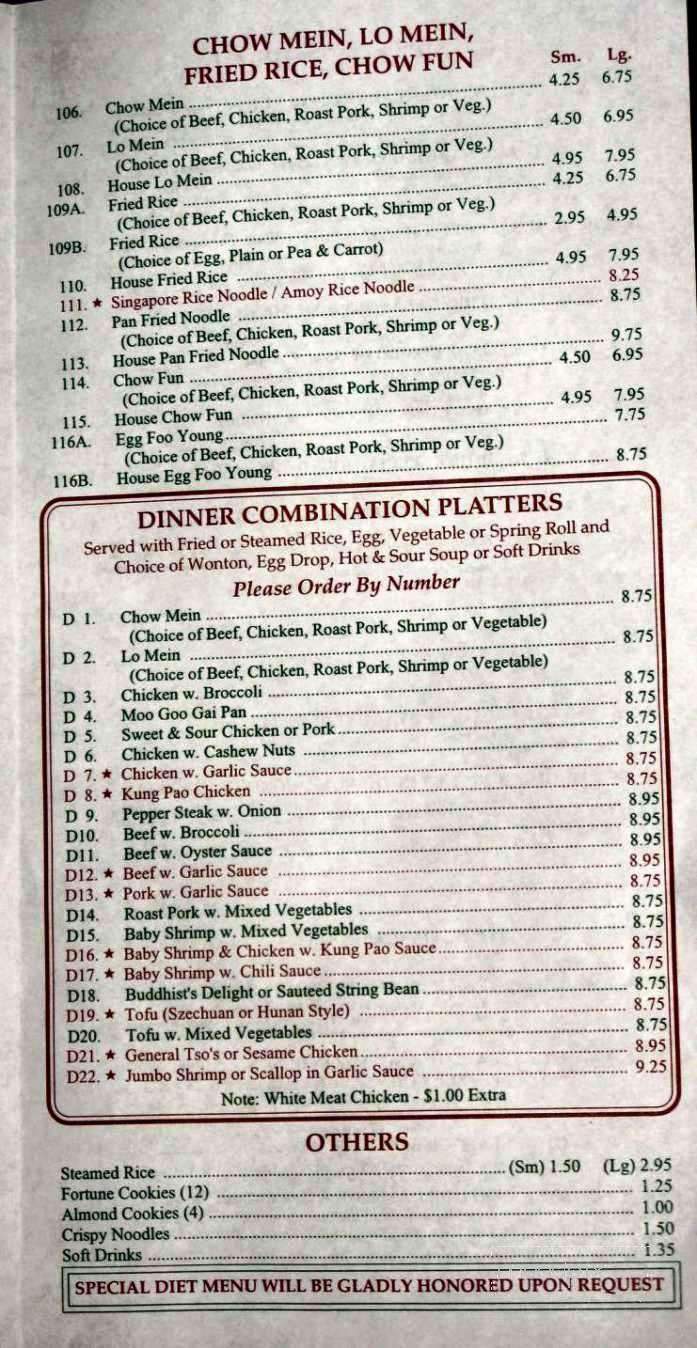 CHOW MEIN, LO MEIN,
FRIED RICE, CHOW FUN
Sm. Lg.
106. Chow Mein 4.25 6.75
(Choice of Beef, Chicken, Roast Pork, Shrimp or Veg.)
107. Lo Mein 4.50 6.95
(Choice of Beef, Chicken, Roast Pork, Shrimp or Veg.)
108. House Lo Mein 4.95 7.95
109A. Fried Rice 4.25 6.75
(Choice of Beef, Chicken, Roast Pork, Shrimp or Veg.)
109B. Fried Rice 2.95 4.95
(Choice of Egg, Plain or Pea & Carrot)
110. House Fried Rice 4.95 7.95
111. ★ Singapore Rice Noodle / Amoy Rice Noodle 8.25
112. Pan Fried Noodle 8.75
(Choice of Beef, Chicken, Roast Pork, Shrimp or Veg.)
113. House Pan Fried Noodle 9.75
114. Chow Fun 4.50 6.95
(Choice of Beef, Chicken, Roast Pork, Shrimp or Veg.)
115. House Chow Fun 4.95 7.95
116A. Egg Foo Young 7.75
(Choice of Beef, Chicken, Roast Pork, Shrimp or Veg.)
116B. House Egg Foo Young 8.75
DINNER COMBINATION PLATTERS
Served with Fried or Steamed Rice, Egg, Vegetable or Spring Roll and
Choice of Wonton, Egg Drop, Hot & Sour Soup or Soft Drinks
Please Order By Number
D 1. Chow Mein 8.75
(Choice of Beef, Chicken, Roast Pork, Shrimp or Vegetable)
D 2. Lo Mein 8.75
(Choice of Beef, Chicken, Roast Pork, Shrimp or Vegetable)
D 3. Chicken w. Broccoli 8.75
D 4. Moo Goo Gai Pan 8.75
D 5. Sweet & Sour Chicken or Pork 8.75
D 6. Chicken w. Cashew Nuts 8.75
D 7. ★ Chicken w. Garlic Sauce 8.75
D 8. ★ Kung Pao Chicken 8.75
D 9. Pepper Steak w. Onion 8.95
D10. Beef w. Broccoli 8.95
D11. Beef w. Oyster Sauce 8.95
D12. ★ Beef w. Garlic Sauce 8.95
D13. ★ Pork w. Garlic Sauce 8.75
D14. Roast Pork w. Mixed Vegetables 8.75
D15. Baby Shrimp w. Mixed Vegetables 8.75
D16. ★ Baby Shrimp & Chicken w. Kung Pao Sauce 8.75
D17. ★ Baby Shrimp w. Chili Sauce 8.75
D18. Buddhist's Delight or Sauteed String Bean 8.75
D19. ★ Tofu (Szechuan or Hunan Style) 8.75
D20. Tofu w. Mixed Vegetables 8.75
D21. ★ General Tso's or Sesame Chicken 8.95
D22. ★ Jumbo Shrimp or Scallop in Garlic Sauce 9.25
Note: White Meat Chicken - $1.00 Extra
OTHERS
Steamed Rice (Sm) 1.50 (Lg) 2.95
Fortune Cookies (12) 1.25
Almond Cookies (4) 1.00
Crispy Noodles 1.50
Soft Drinks 1.35
SPECIAL DIET MENU WILL BE GLADLY HONORED UPON REQUEST